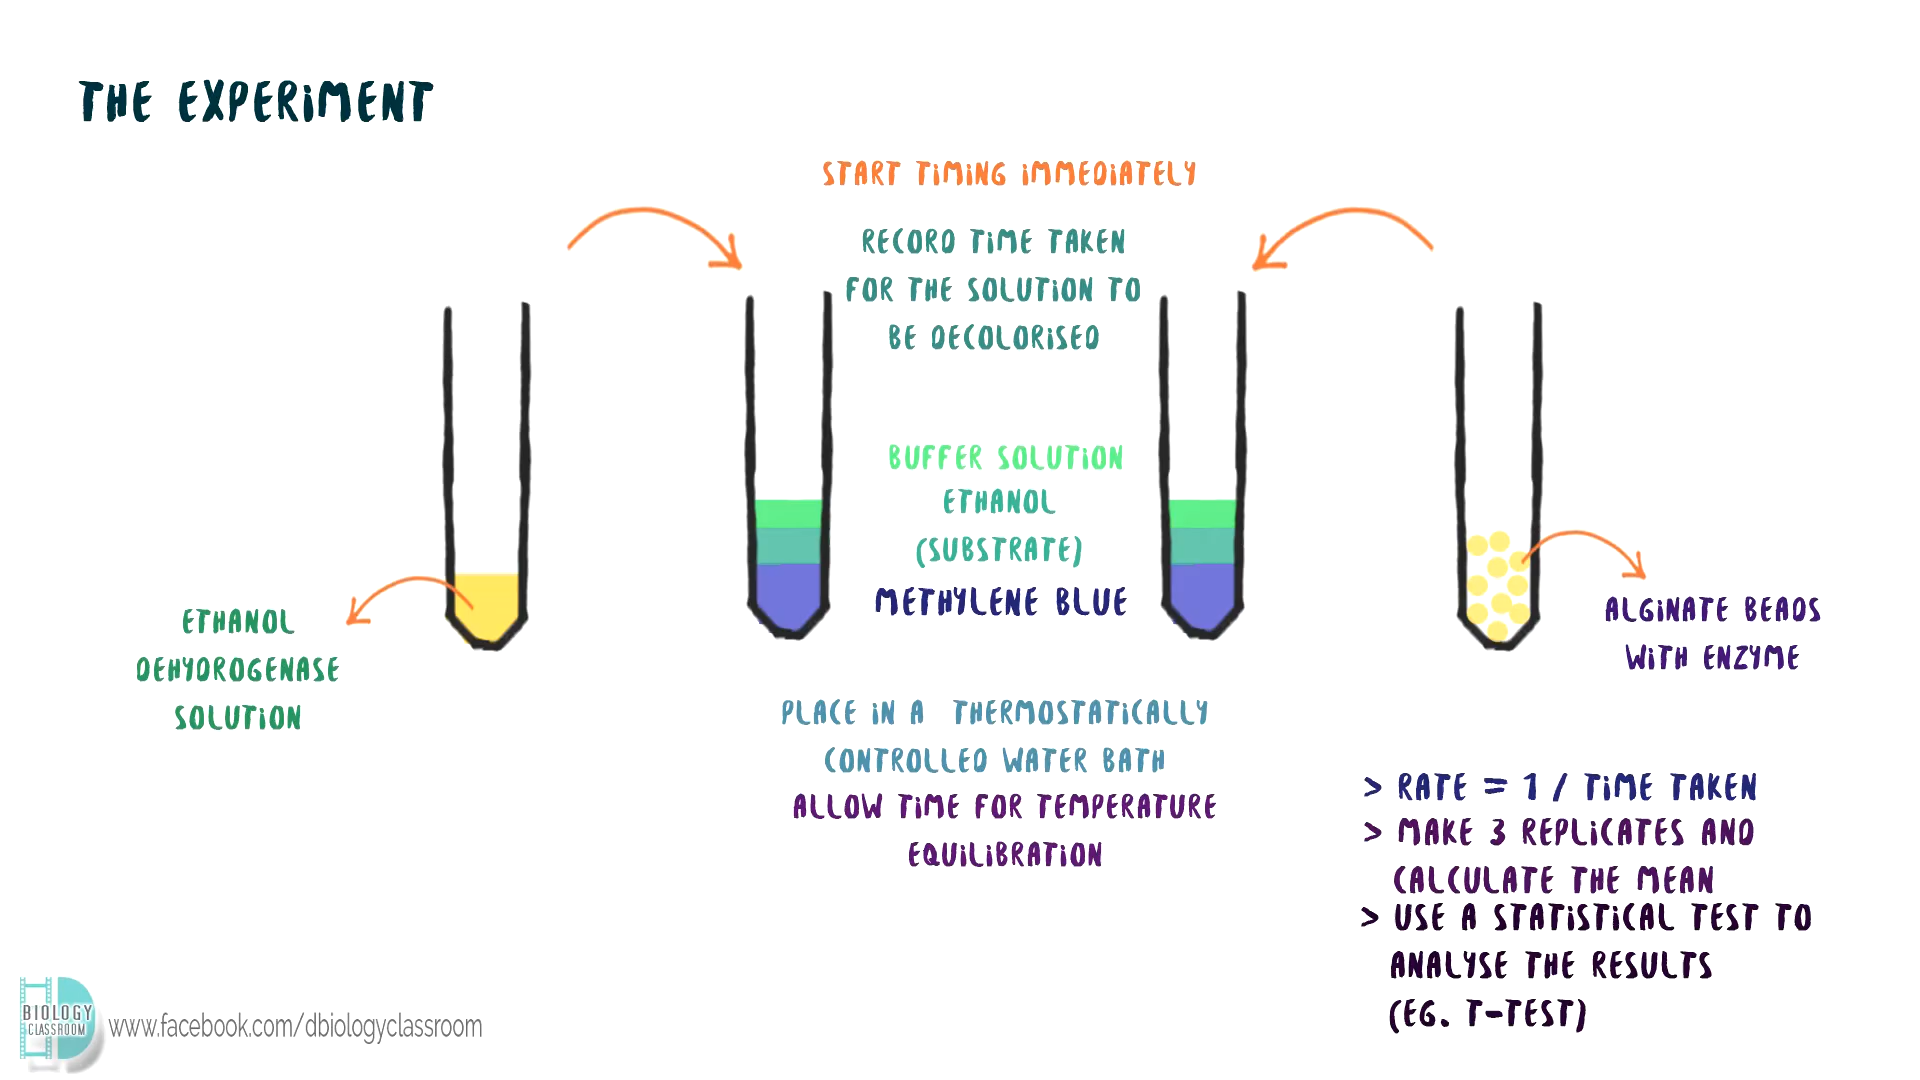 THE EXPERIMENT
START TIMING IMMEDIATELY
RECORD TIME TAKEN
FOR THE SOLUTION TO
BE DECOLORISED
BUFFER SOLUTION
ETHANOL
(SUBSTRATE)
METHYLENE BLUE
ETHANOL
DEHYDROGENASE
SOLUTION
ALGINATE BEADS
WITH ENZYME
PLACE IN A THERMOSTATICALLY
CONTROLLED WATER BATH
ALLOW TIME FOR TEMPERATURE
EQUILIBRATION
> RATE = 1 / TIME TAKEN
> MAKE 3 REPLICATES AND
CALCULATE THE MEAN
> USE A STATISTICAL TEST TO
ANALYSE THE RESULTS
(EG. T-TEST)
BIOLOGY
CLASSROOM
www.facebook.com/dbiologyclassroom